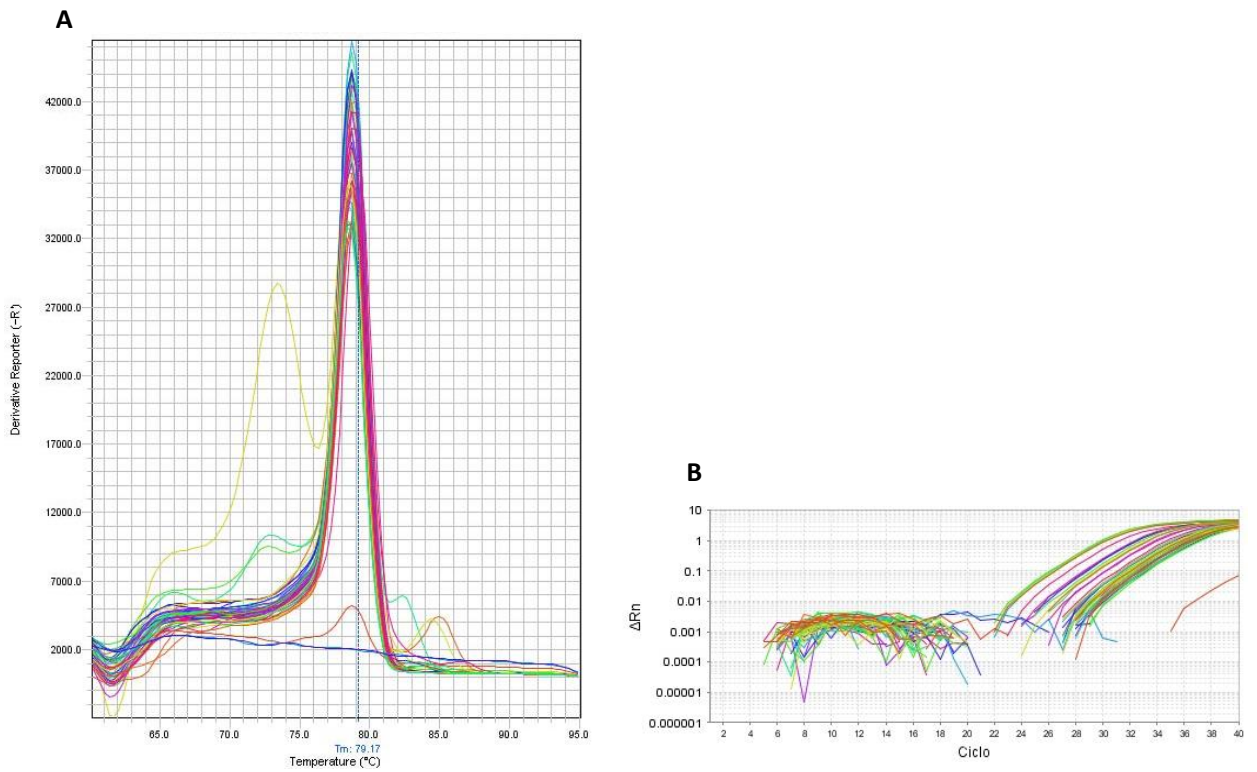 A
Derivative Reporter (-R')
42000.0
37000.0
32000.0
27000.0
22000.0
17000.0
12000.0
7000.0
2000.0
65.0 70.0 75.0 80.0 85.0 90.0 95.0
Tm: 79.17
Temperature (°C)
B
ΔRn
10
1
0.1
0.01
0.001
0.0001
0.00001
0.000001
2 4 6 8 10 12 14 16 18 20 22 24 26 28 30 32 34 36 38 40
Ciclo